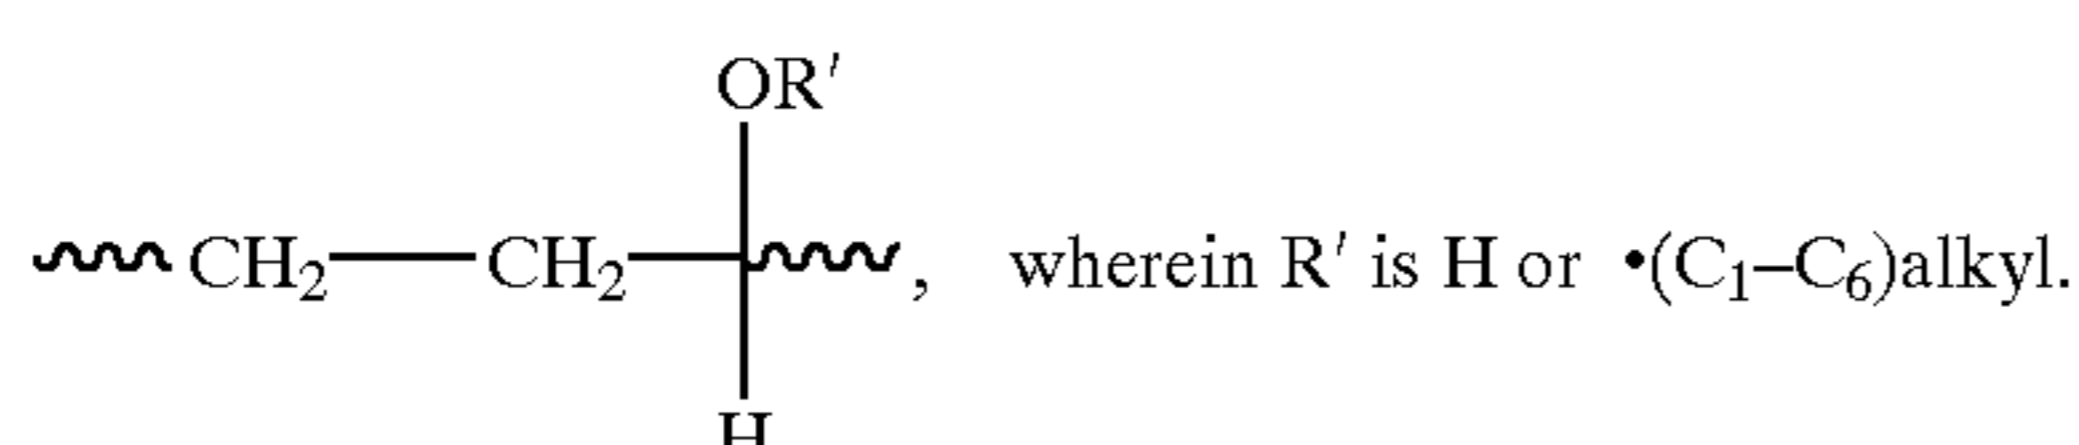 OR′
CH₂ CH₂ , wherein R′ is H or •(C₁–C₆)alkyl.
H